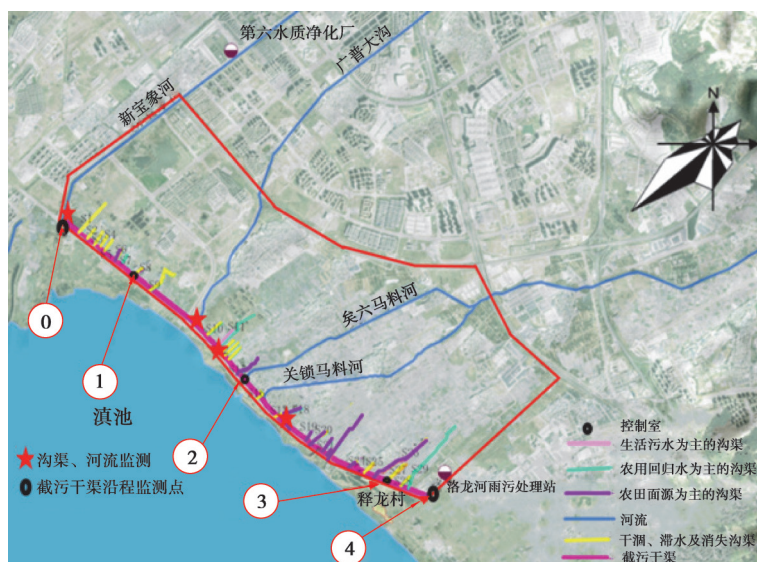 第六水质净化厂
广普大沟
新宝象河
N
0
矣六马料河
1
关锁马料河
滇池
2
控制室
沟渠、河流监测
生活污水为主的沟渠
截污干渠沿程监测点
农用回归水为主的沟渠
洛龙河雨污处理站
农田面源为主的沟渠
3
释龙村
河流
4
干涸、滞水及消失沟渠
截污干渠